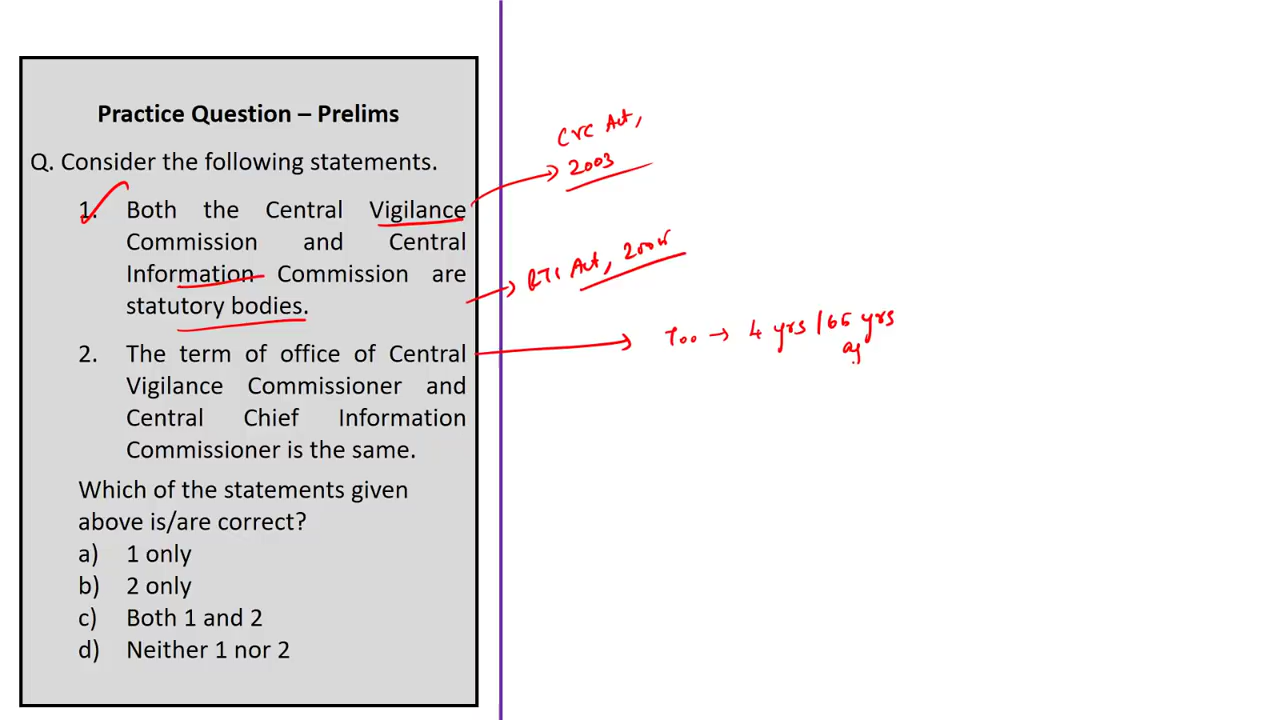 Practice Question – Prelims
Q. Consider the following statements.
1. Both the Central Vigilance
Commission and Central
Information Commission are
statutory bodies.
2. The term of office of Central
Vigilance Commissioner and
Central Chief Information
Commissioner is the same.
Which of the statements given
above is/are correct?
a) 1 only
b) 2 only
c) Both 1 and 2
d) Neither 1 nor 2
CVC Act,
2003
RTI Act, 2005
Too → 4 yrs / 65 yrs